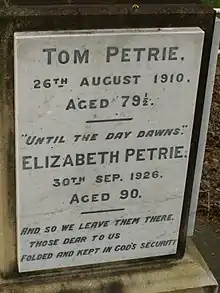 TOM PETRIE.
26TH AUGUST 1910.
AGED 79½.
"UNTIL THE DAY DAWNS."
ELIZABETH PETRIE.
30TH SEP. 1926.
AGED 90.
AND SO WE LEAVE THEM THERE,
THOSE DEAR TO US
FOLDED AND KEPT IN GOD'S SECURITY